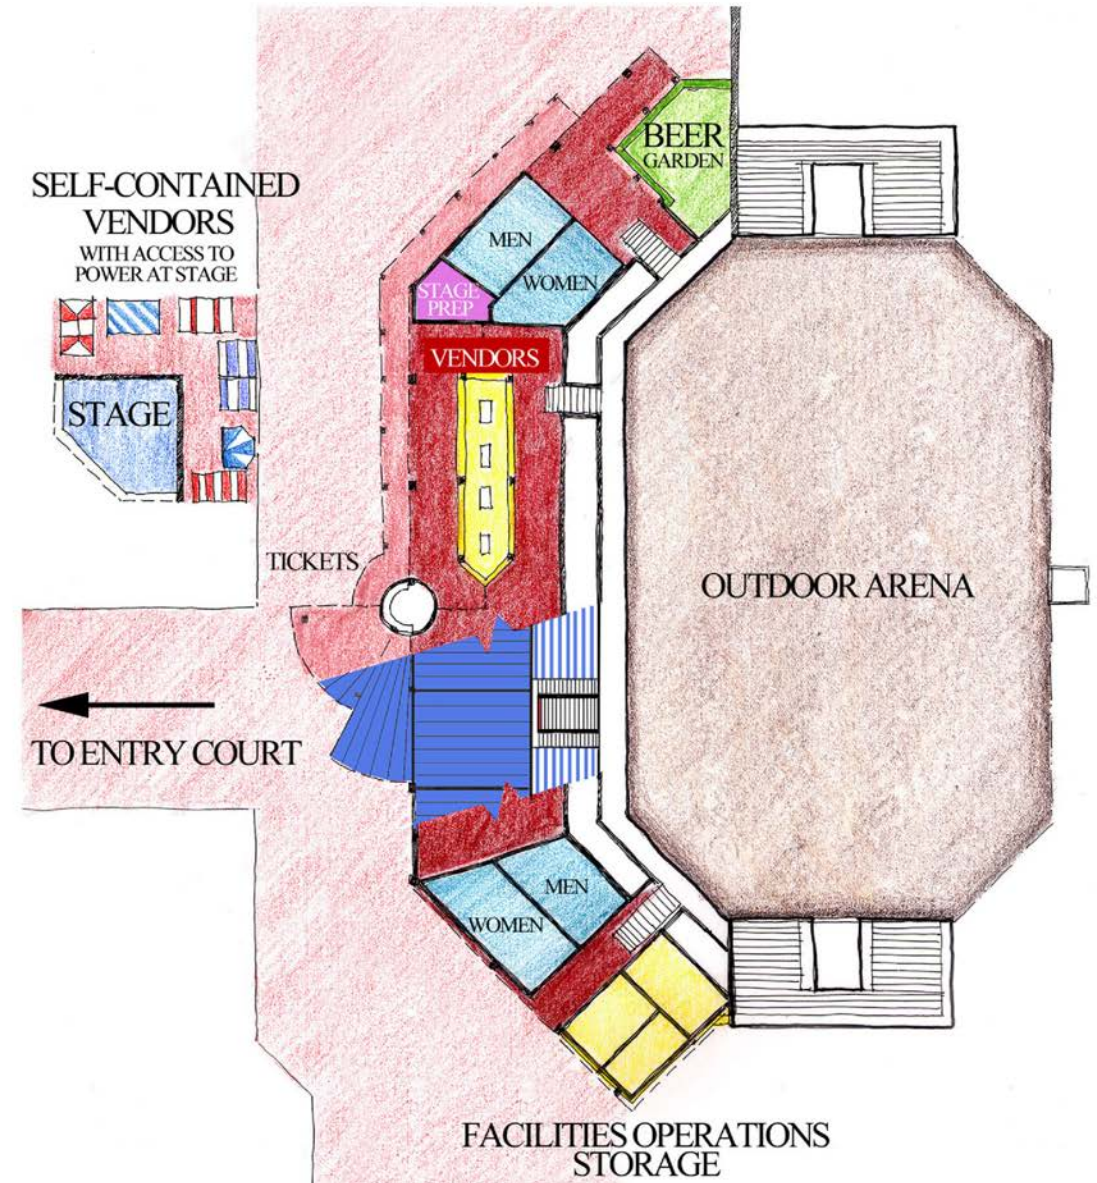 BEER
GARDEN
SELF-CONTAINED
VENDORS
WITH ACCESS TO
POWER AT STAGE
MEN
WOMEN
STAGE
PREP
VENDORS
STAGE
TICKETS
OUTDOOR ARENA
TO ENTRY COURT
MEN
WOMEN
FACILITIES OPERATIONS
STORAGE